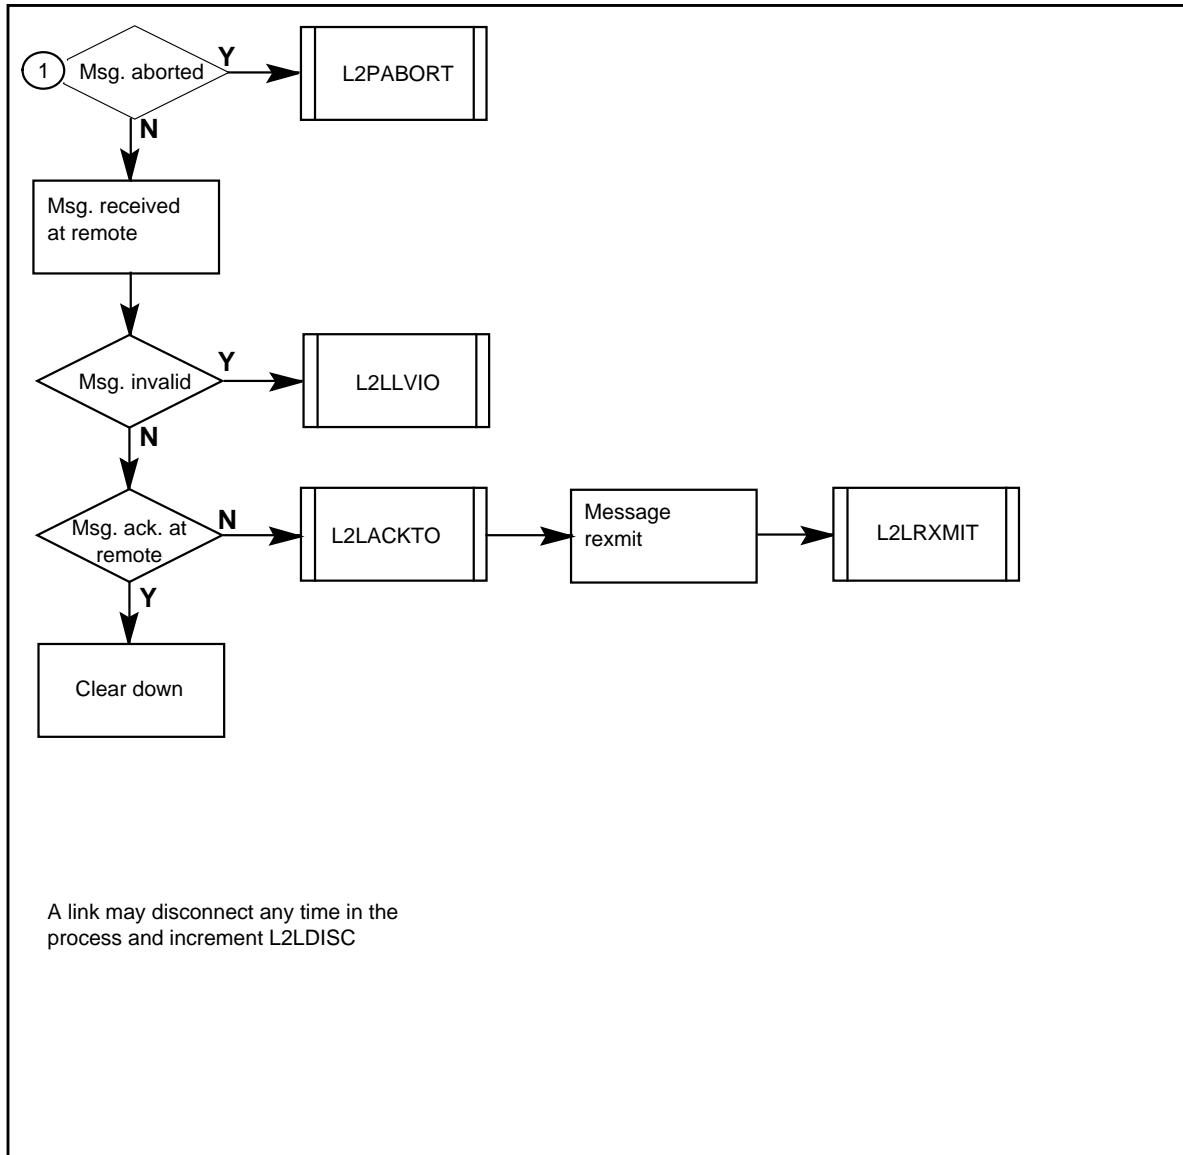 1
Msg. aborted
Y
L2PABORT
N
Msg. received
at remote
Msg. invalid
Y
L2LLVIO
N
Msg. ack. at
remote
N
L2LACKTO
Message
rexmit
L2LRXMIT
Y
Clear down
A link may disconnect any time in the
process and increment L2LDISC